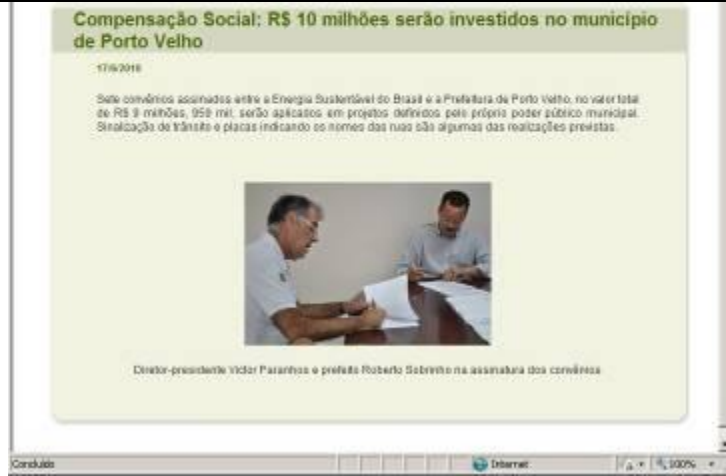 Compensação Social: R$ 10 milhões serão investidos no município
de Porto Velho
17/6/2010
Sete convênios assinados entre a Energia Sustentável do Brasil e a Prefeitura de Porto Velho, no valor total
de R$ 9 milhões, 959 mil, serão aplicados em projetos definidos pelo próprio poder público municipal.
Sinalização de trânsito e placas indicando os nomes das ruas são algumas das realizações previstas.
Diretor-presidente Victor Paranhos e prefeito Roberto Sobrinho na assinatura dos convênios
Concluído
Internet
100%